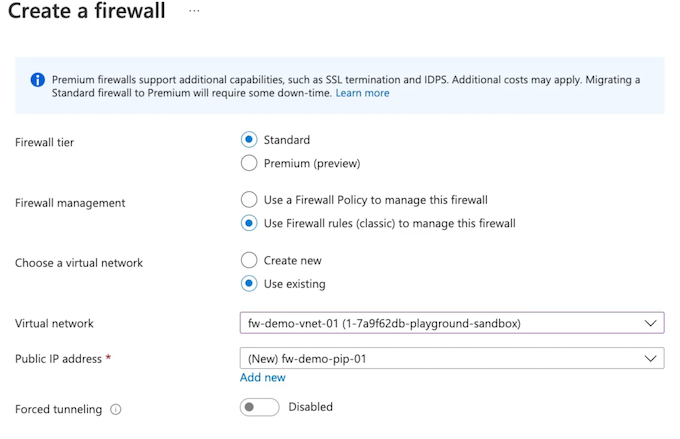 Create a firewall ...
Premium firewalls support additional capabilities, such as SSL termination and IDPS. Additional costs may apply. Migrating a
Standard firewall to Premium will require some down-time. Learn more
Firewall tier
Standard
Premium (preview)
Firewall management
Use a Firewall Policy to manage this firewall
Use Firewall rules (classic) to manage this firewall
Choose a virtual network
Create new
Use existing
Virtual network
fw-demo-vnet-01 (1-7a9f62db-playground-sandbox)
Public IP address *
(New) fw-demo-pip-01
Add new
Forced tunneling
Disabled